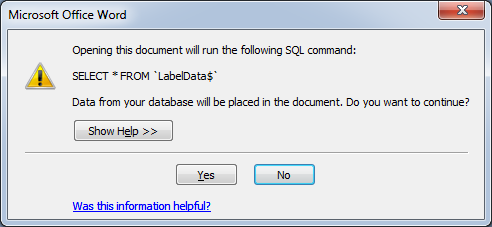 Microsoft Office Word
Opening this document will run the following SQL command:
SELECT * FROM `LabelData$`
Data from your database will be placed in the document. Do you want to continue?
Show Help >>
Yes
No
Was this information helpful?